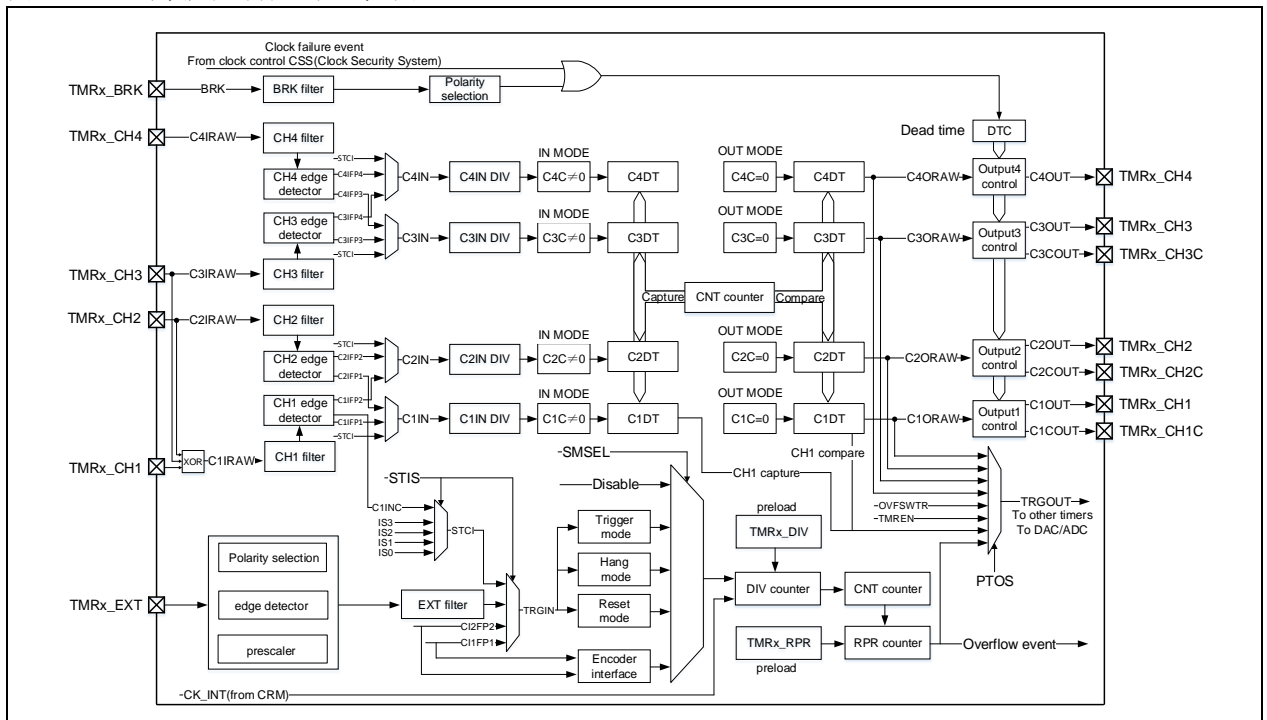 Clock failure event
From clock control CSS(Clock Security System)
TMRx_BRK
BRK
BRK filter
Polarity
selection
TMRx_CH4
C4IRAW
CH4 filter
Dead time
DTC
STCI
C4IFP4
C4IFP3
CH4 edge
detector
C4IN
C4IN DIV
IN MODE
C4C≠0
C4DT
OUT MODE
C4C=0
C4DT
C4ORAW
Output4
control
C4OUT
TMRx_CH4
CH3 edge
detector
C3IFP4
C3IFP3
STCI
C3IN
C3IN DIV
IN MODE
C3C≠0
C3DT
OUT MODE
C3C=0
C3DT
C3ORAW
Output3
control
C3OUT
TMRx_CH3
C3COUT
TMRx_CH3C
TMRx_CH3
C3IRAW
CH3 filter
Capture
CNT counter
Compare
TMRx_CH2
C2IRAW
CH2 filter
STCI
C2IFP2
C2IFP1
CH2 edge
detector
C2IN
C2IN DIV
IN MODE
C2C≠0
C2DT
OUT MODE
C2C=0
C2DT
C2ORAW
Output2
control
C2OUT
TMRx_CH2
C2COUT
TMRx_CH2C
CH1 edge
detector
C1IFP2
C1IFP1
STCI
C1IN
C1IN DIV
IN MODE
C1C≠0
C1DT
OUT MODE
C1C=0
C1DT
C1ORAW
Output1
control
C1OUT
TMRx_CH1
C1COUT
TMRx_CH1C
TMRx_CH1
XOR
C1IRAW
CH1 filter
CH1 compare
CH1 capture
-SMSEL
Disable
-STIS
C1INC
IS3
IS2
IS1
IS0
STCI
Trigger
mode
Hang
mode
Reset
mode
Encoder
interface
preload
TMRx_DIV
-OVFSWTR
-TMREN
TRGOUT
To other timers
To DAC/ADC
PTOS
TMRx_EXT
Polarity selection
edge detector
prescaler
EXT filter
CI2FP2
CI1FP1
TRGIN
DIV counter
CNT counter
TMRx_RPR
preload
RPR counter
Overflow event
-CK_INT(from CRM)